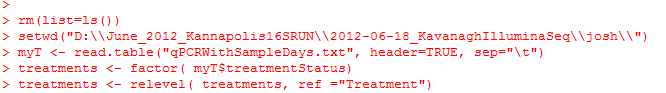 >
> rm(list=ls())
> setwd("D:\\June_2012_Kannapolis16SRUN\\2012-06-18_KavanaghIlluminaSeq\\josh\\")
> myT <- read.table("qPCRWithSampleDays.txt", header=TRUE, sep="\t")
> treatments <- factor( myT$treatmentStatus)
> treatments <- relevel( treatments, ref ="Treatment")